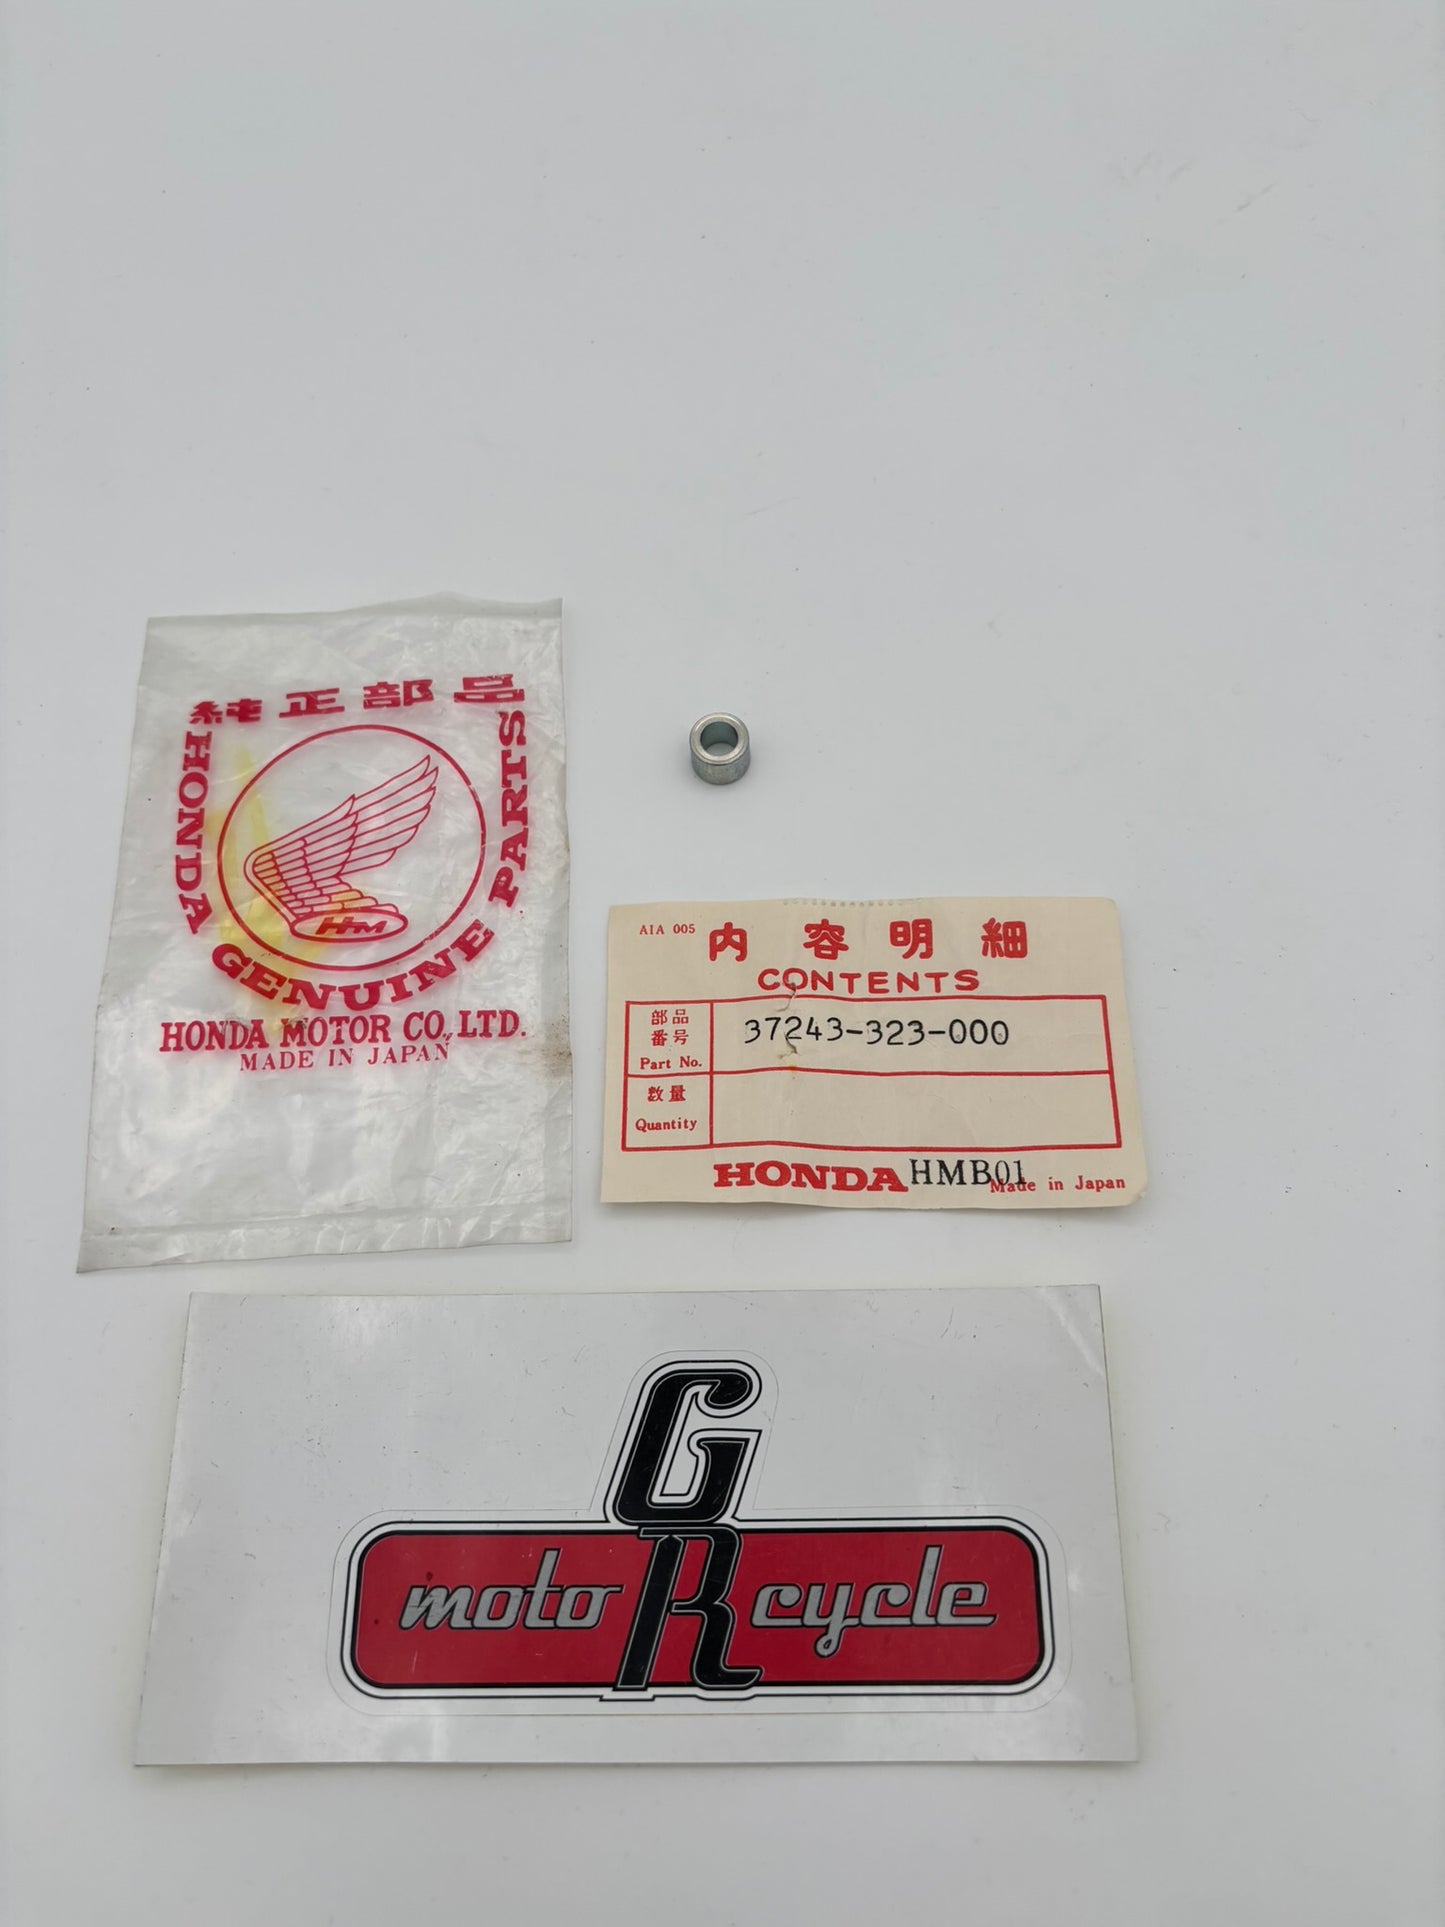 純正部品
HONDA GENUINE PARTS
HM
HONDA MOTOR CO., LTD.
MADE IN JAPAN
A1A 005
内容明細
CONTENTS
部品
番号
Part No.
37243-323-000
数量
Quantity
HONDA HMB01
Made in Japan
GR
moto cycle